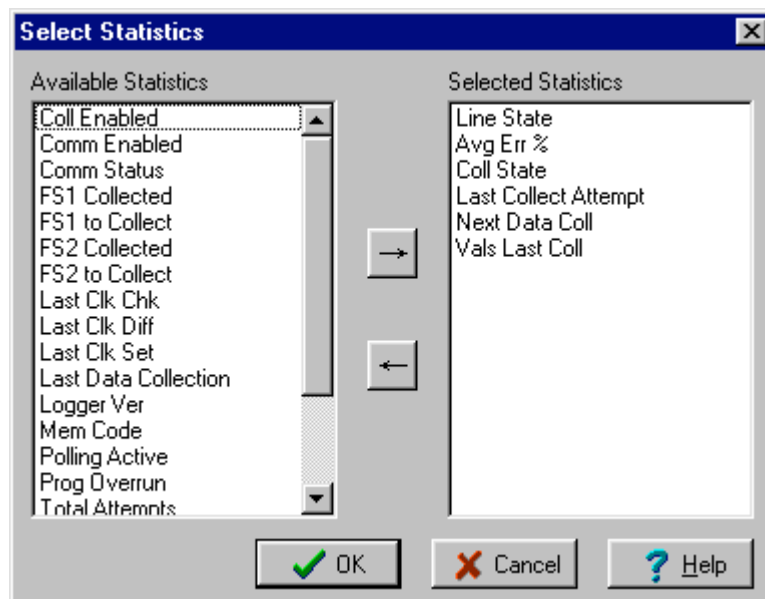 Select Statistics
Available Statistics
Coll Enabled
Comm Enabled
Comm Status
FS1 Collected
FS1 to Collect
FS2 Collected
FS2 to Collect
Last Clk Chk
Last Clk Diff
Last Clk Set
Last Data Collection
Logger Ver
Mem Code
Polling Active
Prog Overrun
Total Attempts
Selected Statistics
Line State
Avg Err %
Coll State
Last Collect Attempt
Next Data Coll
Vals Last Coll
OK
Cancel
Help